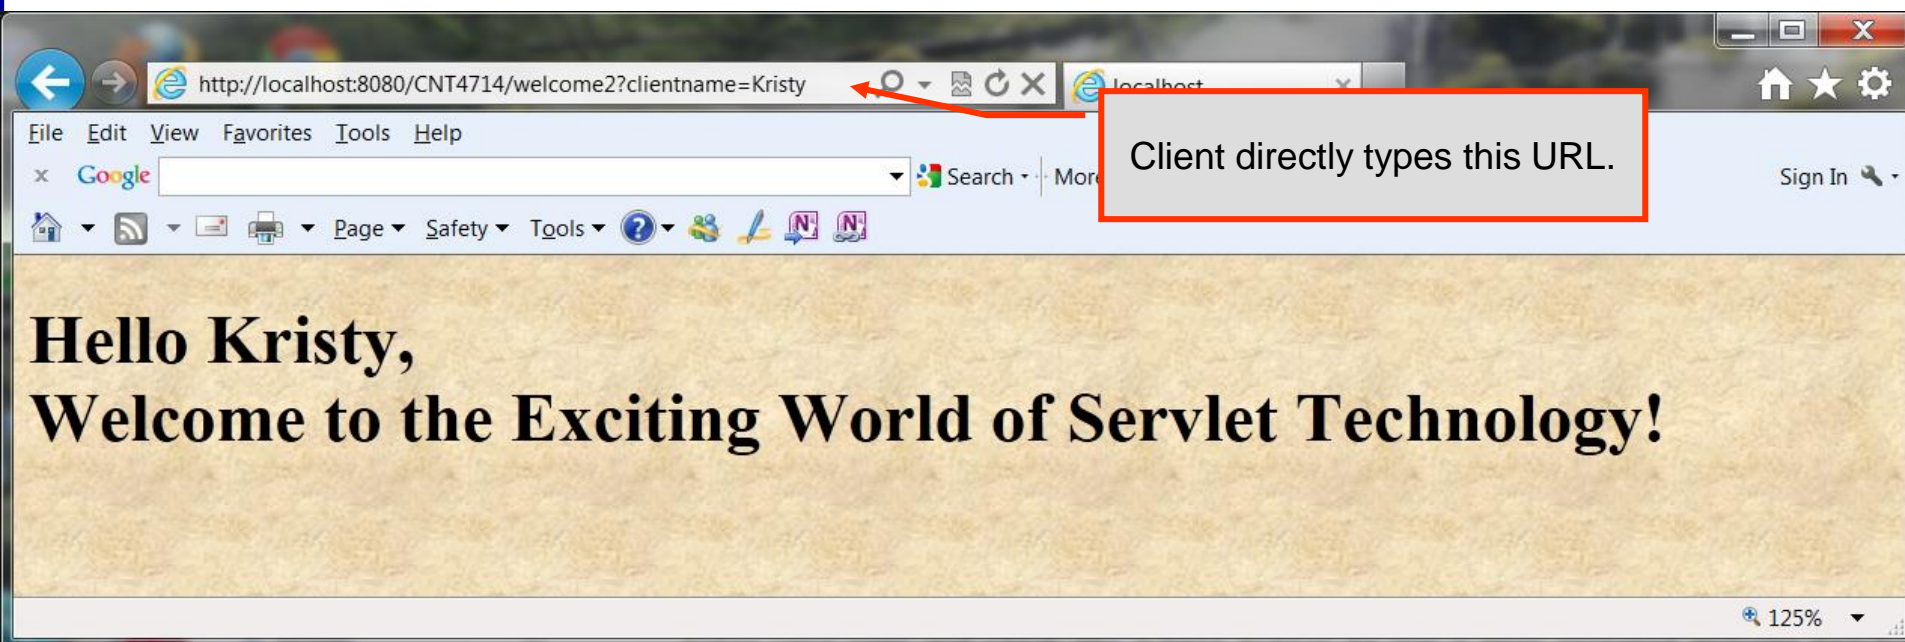 http://localhost:8080/CNT4714/welcome2?clientname=Kristy
localhost
Client directly types this URL.
File Edit View Favorites Tools Help
x Google Search Sign In
Page Safety Tools
Hello Kristy,
Welcome to the Exciting World of Servlet Technology!
125%